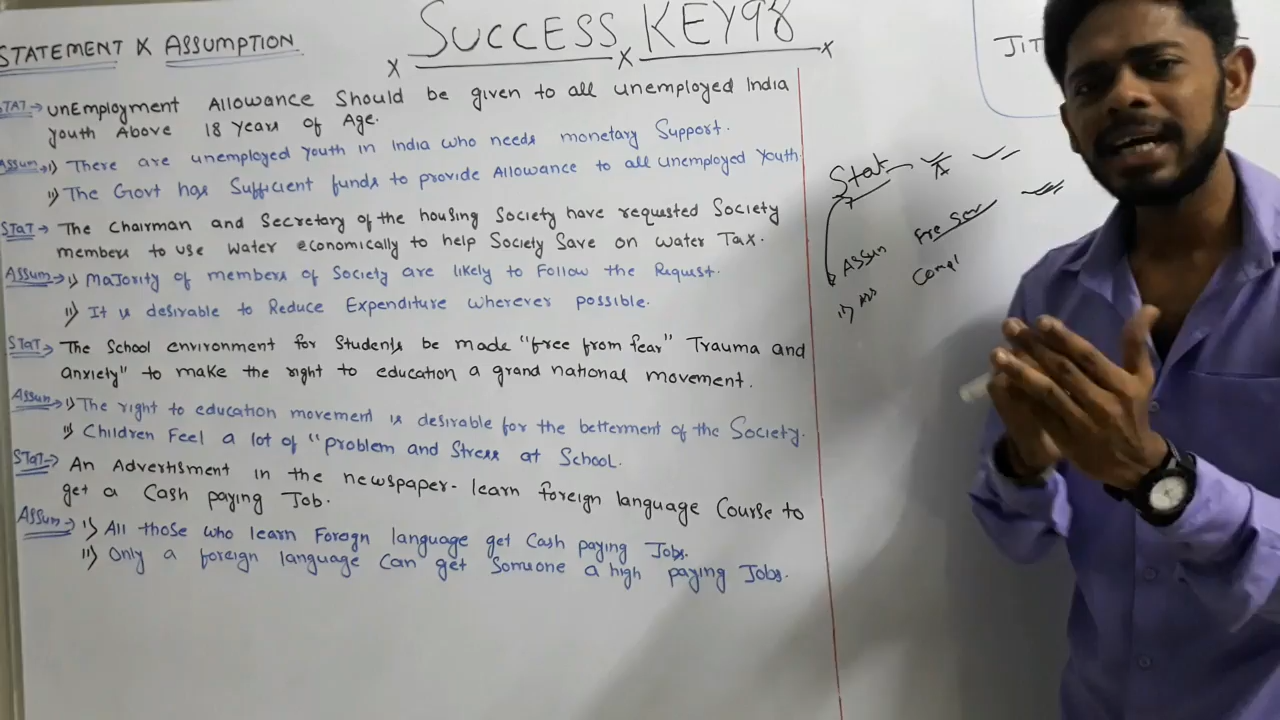 STATEMENT X ASSUMPTION
SUCCESS KEY98
X X X
STAT→ UnEmployment Allowance Should be given to all unemployed India
youth Above 18 years of Age.
Assum→ i) There are unemployed youth in India who needs monetary Support.
ii) The Govt has Sufficient funds to provide Allowance to all unemployed youth.
STaT→ The Chairman and Secretary of the housing Society have requested Society
members to use water economically to help Society Save on water Tax.
Assum→ i) Majority of members of Society are likely to Follow the Request.
ii) It is desirable to Reduce Expenditure wherever possible.
STaT→ The School environment for Students be made "free from fear" Trauma and
anxiety" to make the right to education a grand national movement.
Assum→ i) The right to education movement is desirable for the betterment of the Society.
ii) Children Feel a lot of "problem and Stress at School.
STaT→ An Advertisment in the newspaper- learn foreign language Course to
get a Cash paying Job.
Assum→ i) All those who learn Foregn language get Cash paying Jobs.
ii) Only a foreign language Can get Someone a high paying Jobs.
JIT
Stat
Assum
ii) Ass